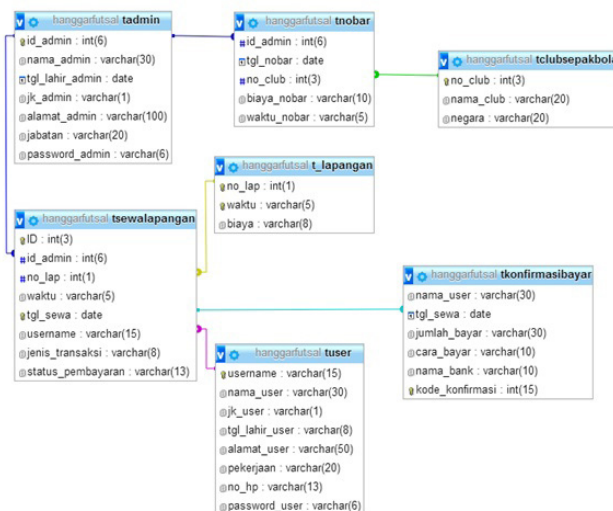 hanggarfutsal tadmin
id_admin : int(6)
nama_admin : varchar(30)
tgl_lahir_admin : date
jk_admin : varchar(1)
alamat_admin : varchar(100)
jabatan : varchar(20)
password_admin : varchar(6)
hanggarfutsal tnobar
id_admin : int(6)
tgl_nobar : date
no_club : int(3)
biaya_nobar : varchar(10)
waktu_nobar : varchar(5)
hanggarfutsal tclubsepakbola
no_club : int(3)
nama_club : varchar(20)
negara : varchar(20)
hanggarfutsal t_lapangan
no_lap : int(1)
waktu : varchar(5)
biaya : varchar(8)
hanggarfutsal tsewalapangan
ID : int(3)
id_admin : int(6)
no_lap : int(1)
waktu : varchar(5)
tgl_sewa : date
username : varchar(15)
jenis_transaksi : varchar(8)
status_pembayaran : varchar(13)
hanggarfutsal tkonfirmasibayar
nama_user : varchar(30)
tgl_sewa : date
jumlah_bayar : varchar(30)
cara_bayar : varchar(10)
nama_bank : varchar(10)
kode_konfirmasi : int(15)
hanggarfutsal tuser
username : varchar(15)
nama_user : varchar(30)
jk_user : varchar(1)
tgl_lahir_user : varchar(8)
alamat_user : varchar(50)
pekerjaan : varchar(20)
no_hp : varchar(13)
password_user : varchar(6)